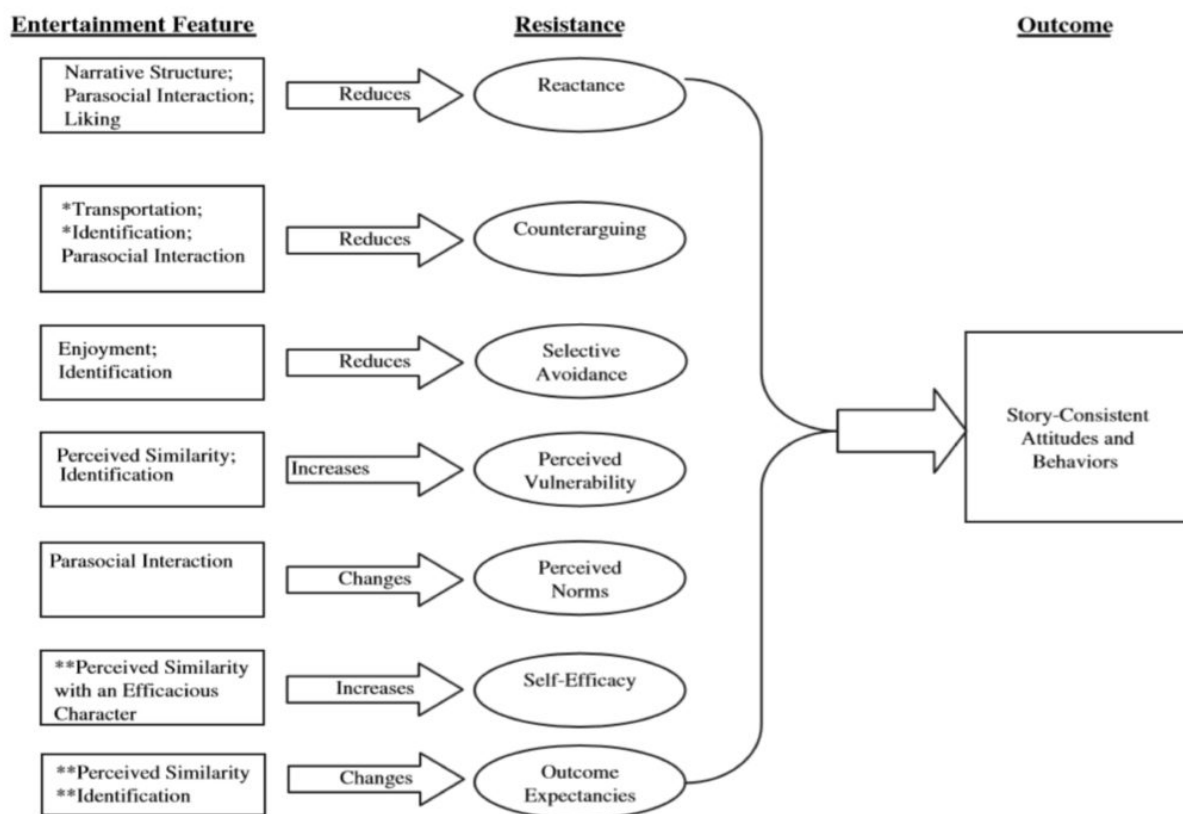 Entertainment Feature Resistance Outcome
Narrative Structure;
Parasocial Interaction;
Liking
Reduces
Reactance
*Transportation;
*Identification;
Parasocial Interaction
Reduces
Counterarguing
Enjoyment;
Identification
Reduces
Selective
Avoidance
Perceived Similarity;
Identification
Increases
Perceived
Vulnerability
Parasocial Interaction
Changes
Perceived
Norms
**Perceived Similarity
with an Efficacious
Character
Increases
Self-Efficacy
**Perceived Similarity
**Identification
Changes
Outcome
Expectancies
Story-Consistent
Attitudes and
Behaviors